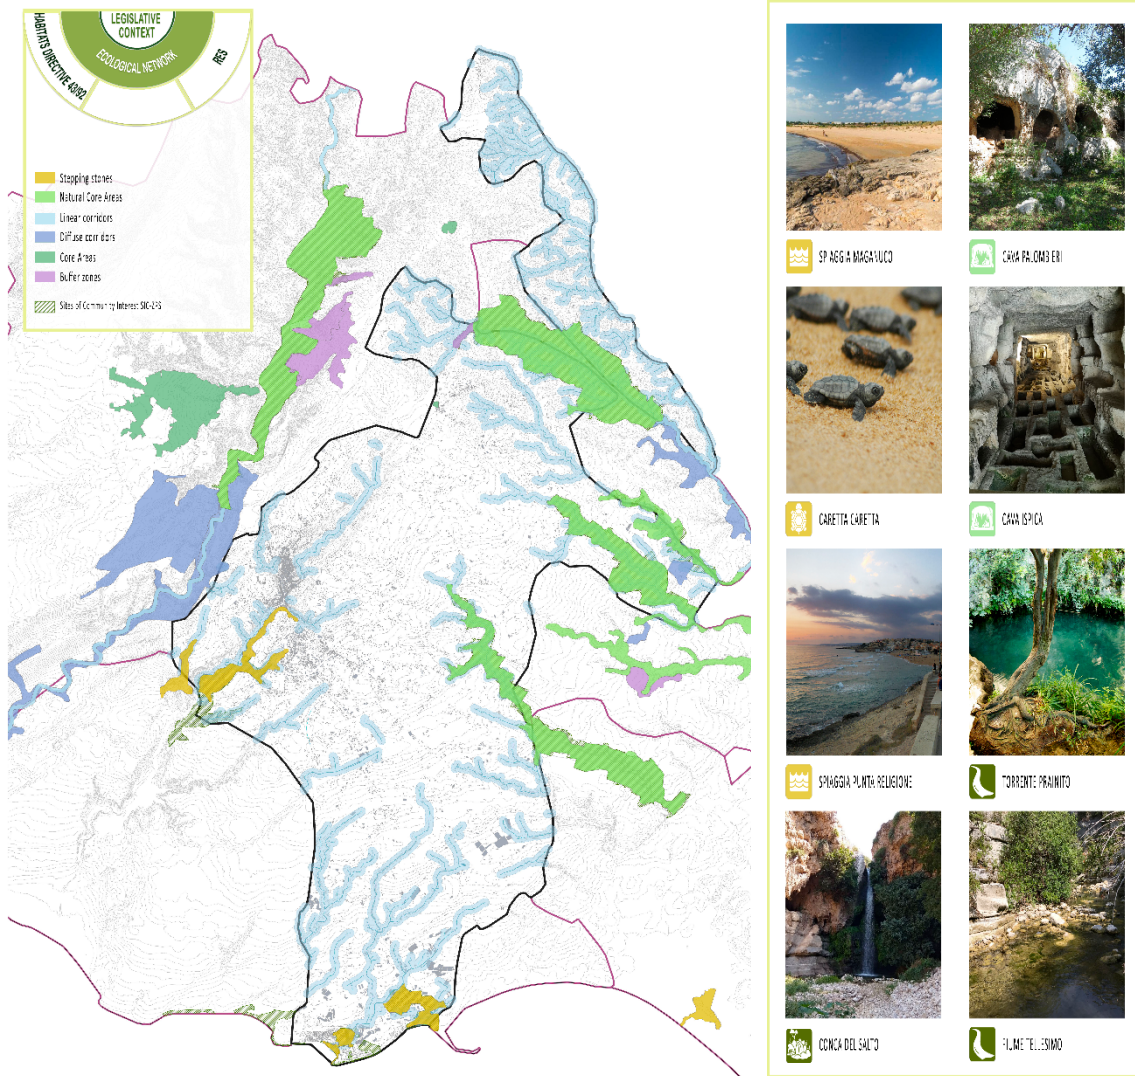 LEGISLATIVE
CONTEXT
ECOLOGICAL NETWORK
HABITATS DIRECTIVE 43/92
RES
Stepping stones
Natural Core Areas
Linear corridors
Diffuse corridors
Core Areas
Buffer zones
Sites of Community Interest SIC-ZPS
SPIAGGIA MAGANUCO
CAVA PALOMBIERI
CARETTA CARETTA
CAVA ISPICA
SPIAGGIA PUNTA RELIGIONE
TORRENTE PRAINITO
CONCA DEL SALTO
FIUME TELLESIMO